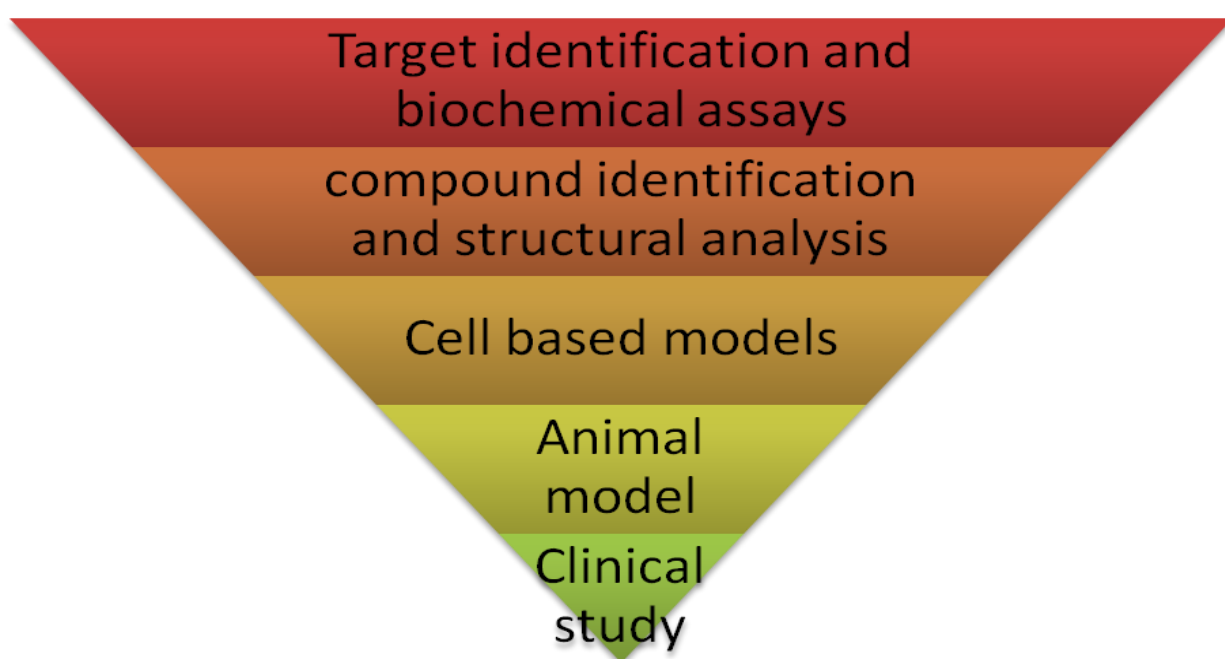 Target identification and
biochemical assays
compound identification
and structural analysis
Cell based models
Animal
model
Clinical
study